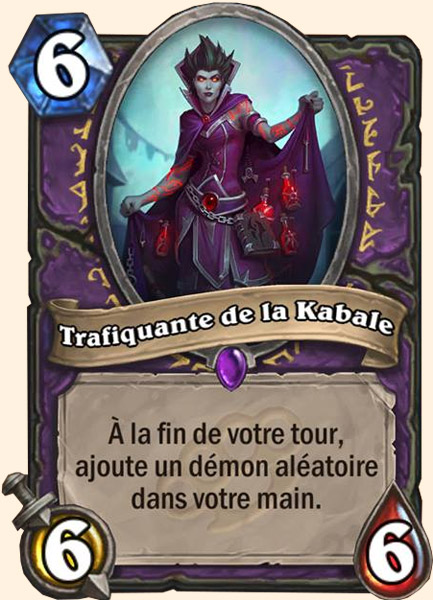 6
Trafiquante de la Kabale
À la fin de votre tour,
ajoute un démon aléatoire
dans votre main.
6
6